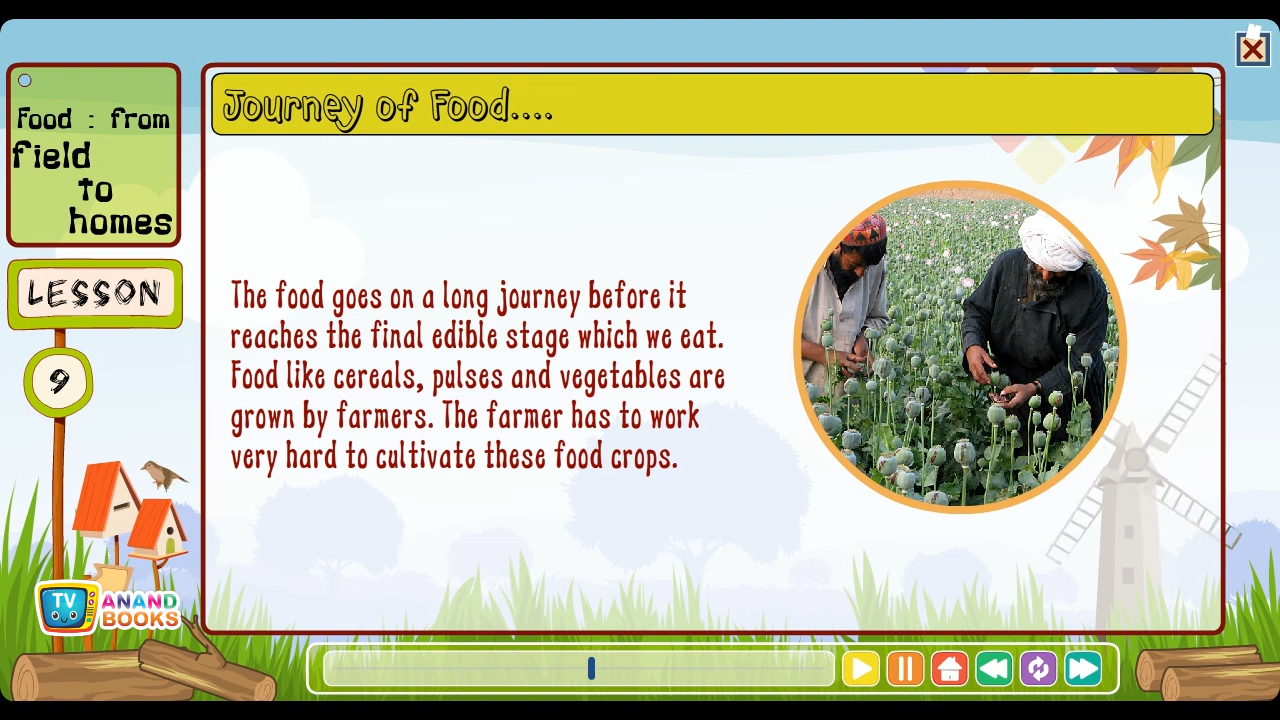 Journey of Food....
Food : from
field
to
homes
LESSON
9
The food goes on a long journey before it
reaches the final edible stage which we eat.
Food like cereals, pulses and vegetables are
grown by farmers. The farmer has to work
very hard to cultivate these food crops.
TV
ANAND
BOOKS